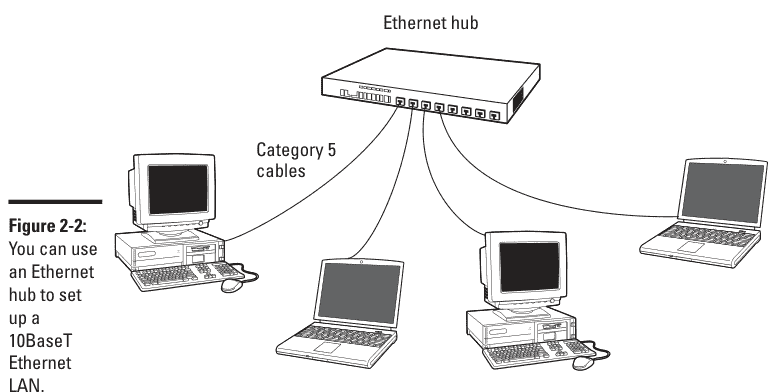 Ethernet hub
Category 5
cables
Figure 2-2:
You can use
an Ethernet
hub to set
up a
10BaseT
Ethernet
LAN.